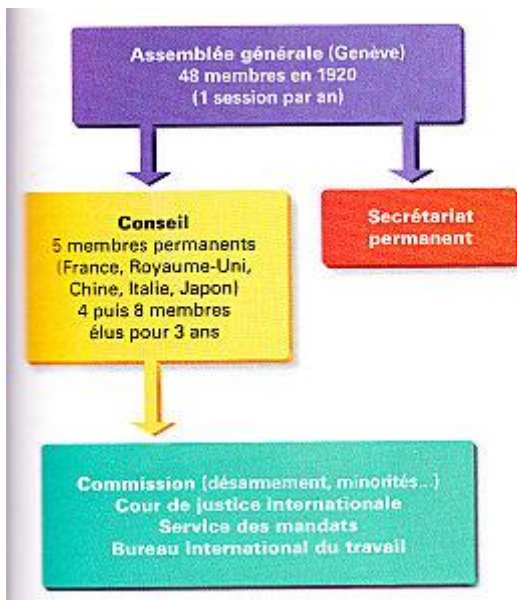 Assemblée générale (Genève)
48 membres en 1920
(1 session par an)
Conseil
5 membres permanents
(France, Royaume-Uni,
Chine, Italie, Japon)
4 puis 8 membres
élus pour 3 ans
Secrétariat
permanent
Commission (désarmement, minorités...)
Cour de justice internationale
Service des mandats
Bureau International du travail